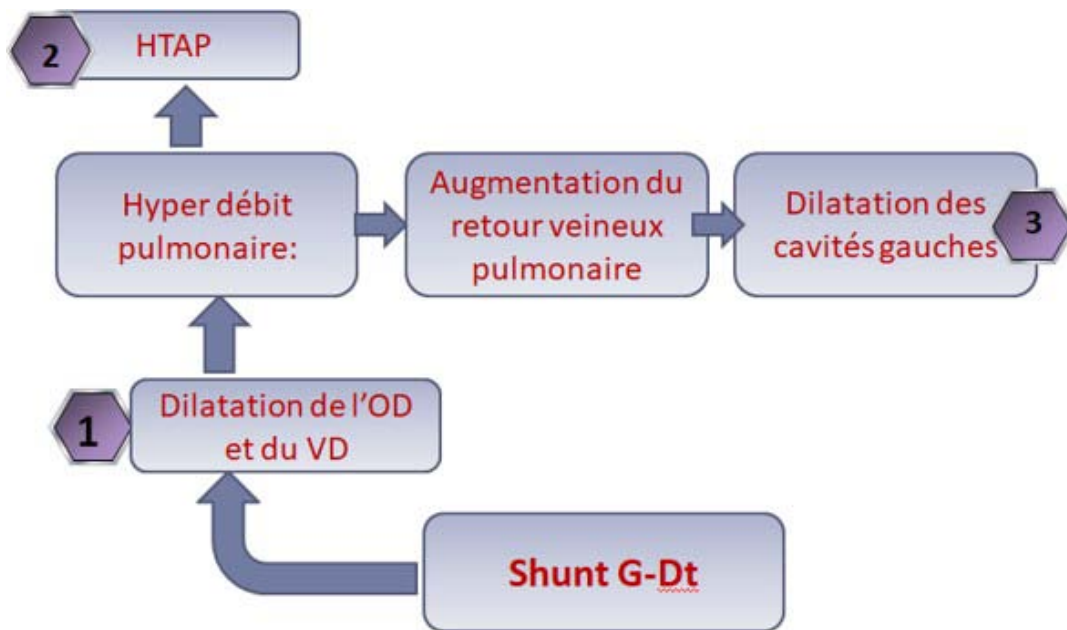 2
HTAP
Hyper débit
pulmonaire:
Augmentation du
retour veineux
pulmonaire
Dilatation des
cavités gauches
3
1
Dilatation de l'OD
et du VD
Shunt G-Dt